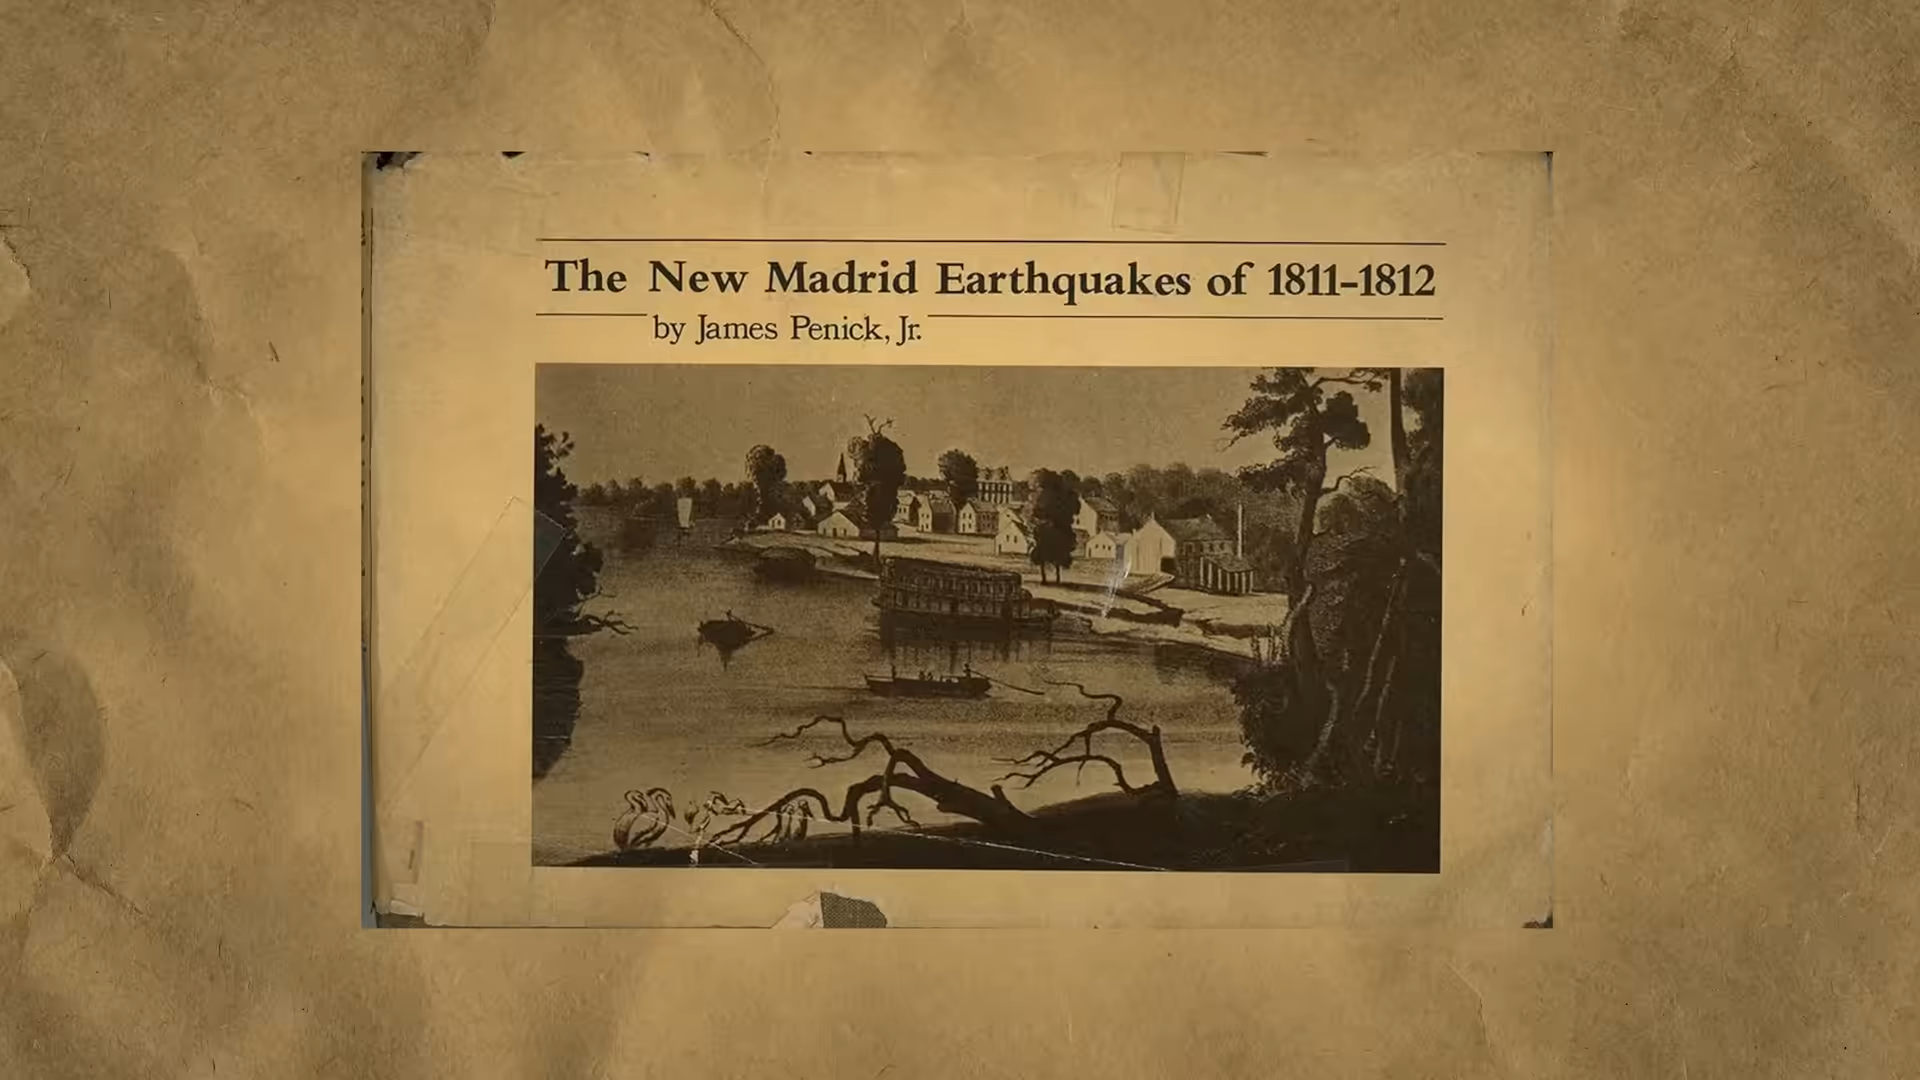 The New Madrid Earthquakes of 1811-1812
by James Penick, Jr.